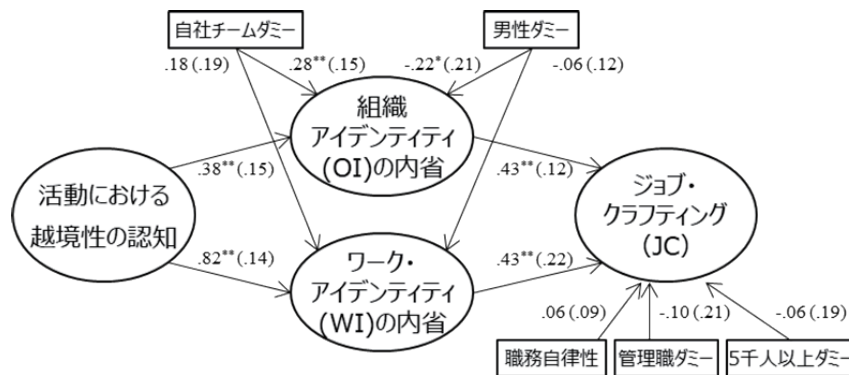 自社チームダミー
男性ダミー
.18 (.19)
.28** (.15)
-.22* (.21)
-.06 (.12)
組織
アイデンティティ
(OI)の内省
.38** (.15)
.43** (.12)
活動における
越境性の認知
ジョブ・
クラフティング
(JC)
.82** (.14)
ワーク・
アイデンティティ
(WI)の内省
.43** (.22)
.06 (.09)
-.10 (.21)
-.06 (.19)
職務自律性
管理職ダミー
5千人以上ダミー